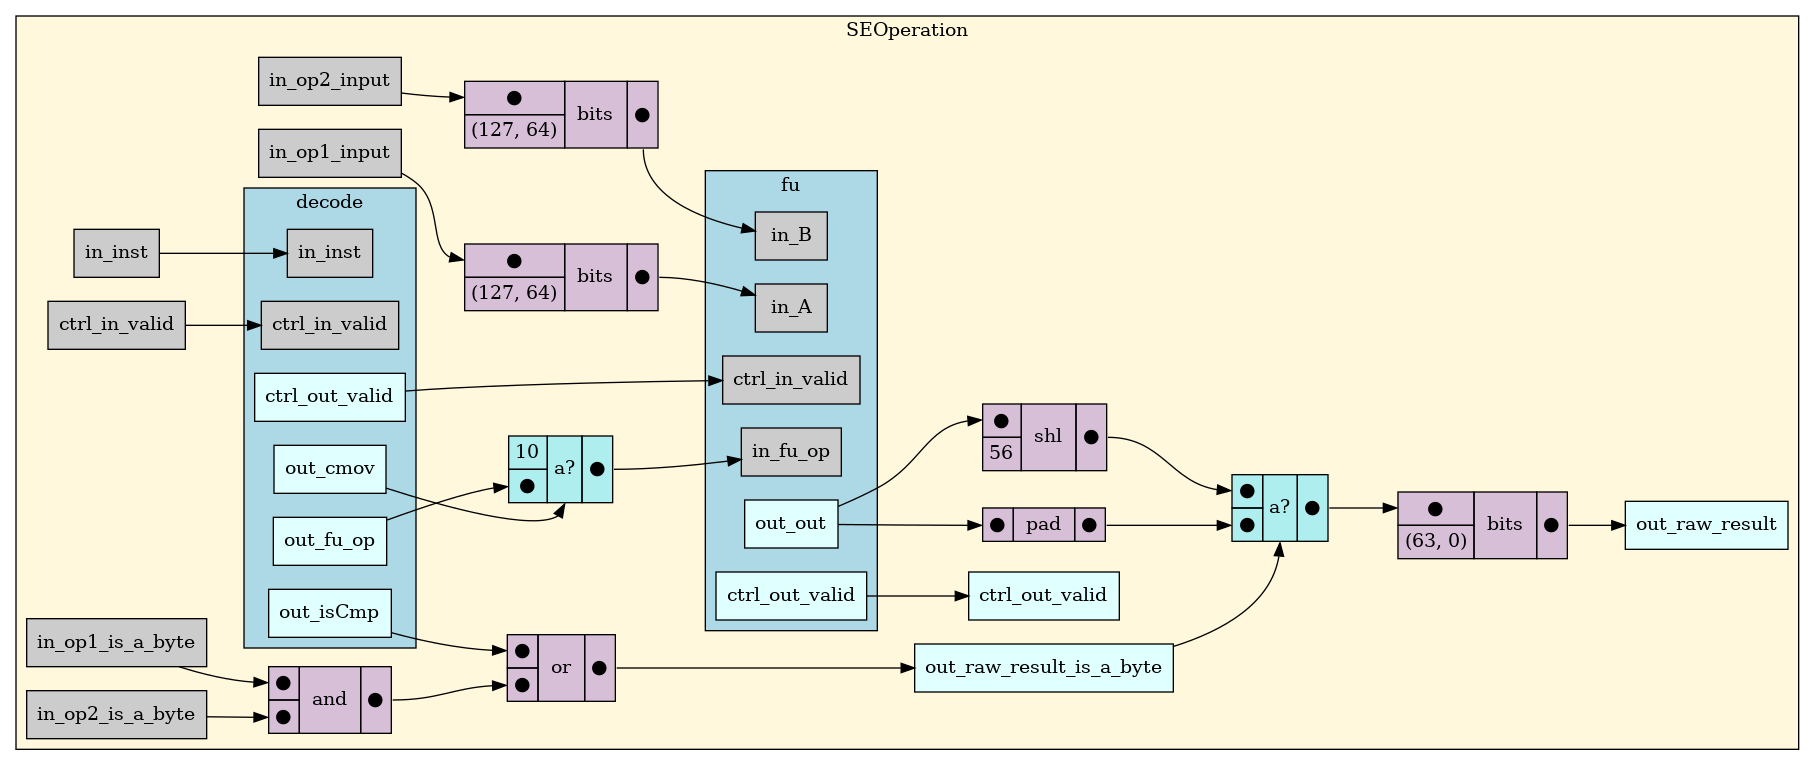 SEOperation
in_op2_input
bits
(127, 64)
in_op1_input
decode
fu
in_inst
in_inst
bits
(127, 64)
in_B
in_A
ctrl_in_valid
ctrl_in_valid
ctrl_out_valid
ctrl_in_valid
out_cmov
10
a?
in_fu_op
shl
56
out_fu_op
out_out
pad
a?
bits
(63, 0)
out_raw_result
out_isCmp
ctrl_out_valid
ctrl_out_valid
in_op1_is_a_byte
or
out_raw_result_is_a_byte
and
in_op2_is_a_byte